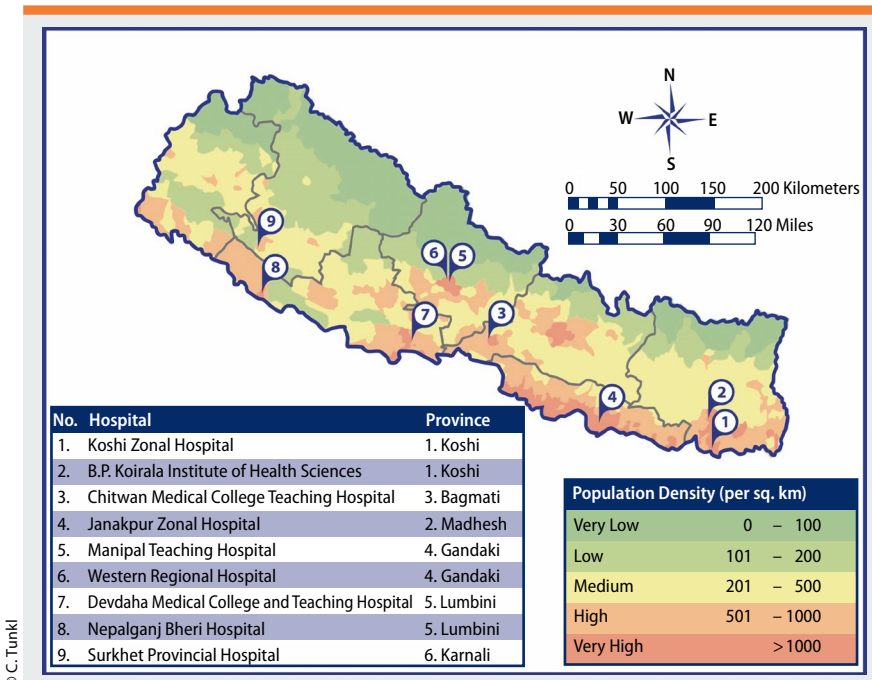 N
W E
S
0 50 100 150 200 Kilometers
0 30 60 90 120 Miles
9
8
6 5
7
3
4
2
1
No. Hospital Province
1. Koshi Zonal Hospital 1. Koshi
2. B.P. Koirala Institute of Health Sciences 1. Koshi
3. Chitwan Medical College Teaching Hospital 3. Bagmati
4. Janakpur Zonal Hospital 2. Madhesh
5. Manipal Teaching Hospital 4. Gandaki
6. Western Regional Hospital 4. Gandaki
7. Devdaha Medical College and Teaching Hospital 5. Lumbini
8. Nepalganj Bheri Hospital 5. Lumbini
9. Surkhet Provincial Hospital 6. Karnali
Population Density (per sq. km)
Very Low 0 – 100
Low 101 – 200
Medium 201 – 500
High 501 – 1000
Very High >1000
© C. Tunkl